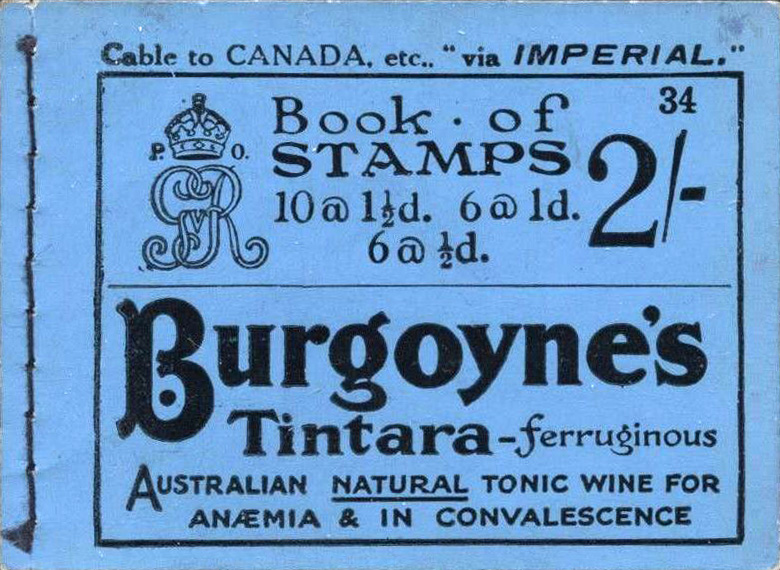 Cable to CANADA, etc., "via IMPERIAL."
34
P. O.
GVR
Book · of
STAMPS
2/-
10 @ 1½d. 6 @ 1d.
6 @ ½d.
Burgoyne's
Tintara-ferruginous
AUSTRALIAN NATURAL TONIC WINE FOR
ANÆMIA & IN CONVALESCENCE